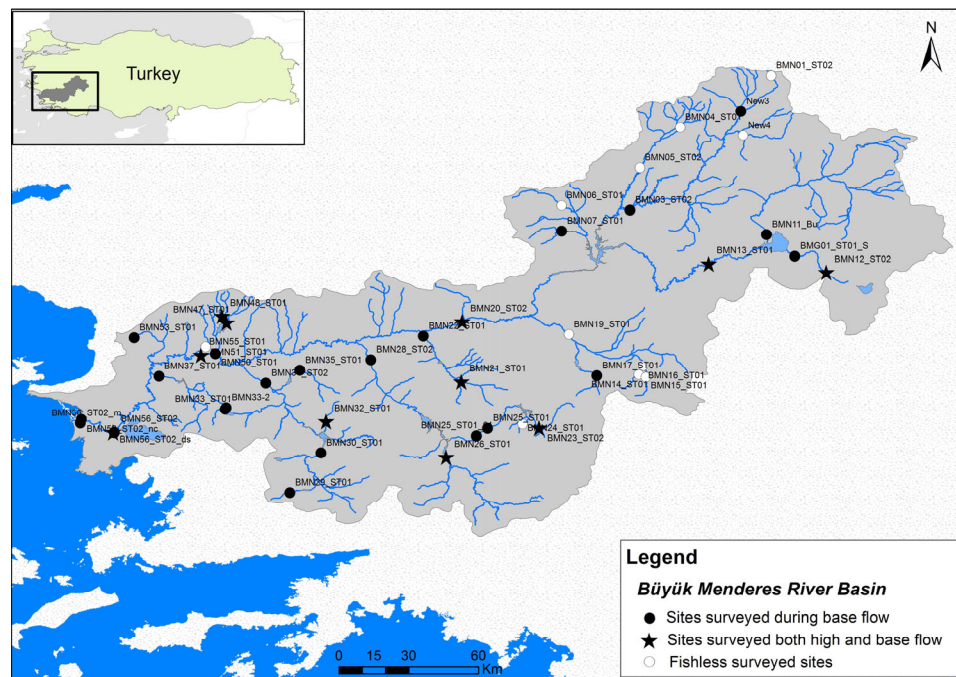 Turkey
N
BMN01_ST02
New3
BMN04_ST01
New4
BMN05_ST02
BMN06_ST01
BMN03_ST02
BMN07_ST01
BMN11_Bu
BMG01_ST01_S
BMN13_ST01
BMN12_ST02
BMN47_ST01
BMN48_ST01
BMN20_ST02
BMN53_ST01
BMN22_ST01
BMN19_ST01
BMN55_ST01
BMN51_ST01
BMN50_ST01
BMN35_ST01
BMN28_ST02
BMN37_ST01
BMN21_ST01
BMN17_ST01
BMN16_ST01
BMN14_ST01
BMN15_ST01
BMN33_ST01
BMN33-2
BMN32_ST01
BMN25_ST01
BMN25_ST01
BMN24_ST01
BMN23_ST02
BMN56_ST02
BMN56_ST02_ds
BMN26_ST01
BMN30_ST01
BMN29_ST01
Legend
Büyük Menderes River Basin
Sites surveyed during base flow
Sites surveyed both high and base flow
Fishless surveyed sites
0 15 30 60
Km